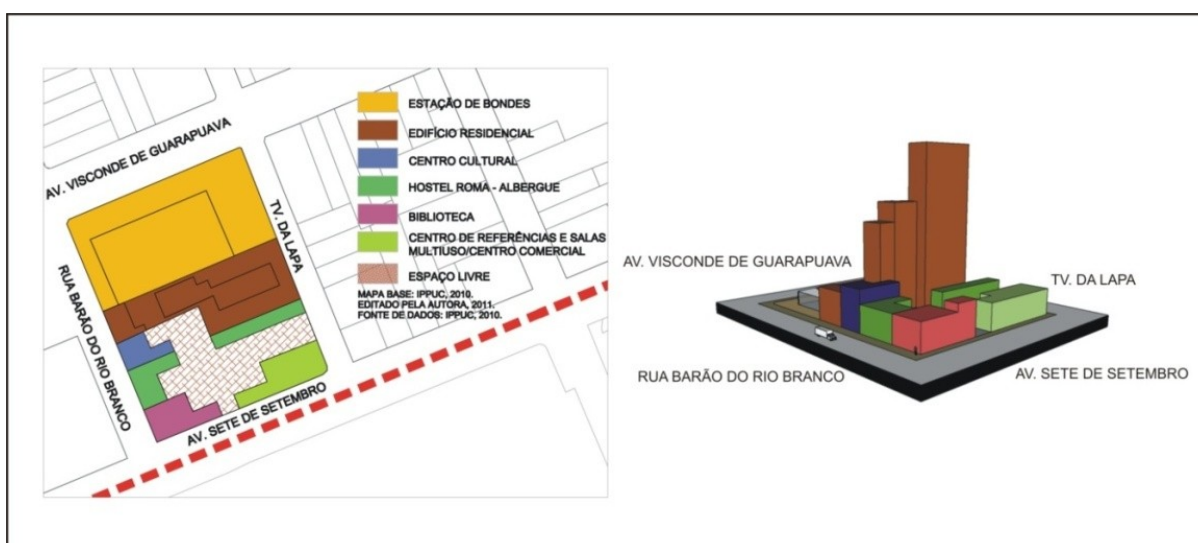 AV. VISCONDE DE GUARAPUAVA
TV. DA LAPA
RUA BARÃO DO RIO BRANCO
AV. SETE DE SETEMBRO
ESTAÇÃO DE BONDES
EDIFÍCIO RESIDENCIAL
CENTRO CULTURAL
HOSTEL ROMA - ALBERGUE
BIBLIOTECA
CENTRO DE REFERÊNCIAS E SALAS
MULTIUSO/CENTRO COMERCIAL
ESPAÇO LIVRE
MAPA BASE: IPPUC, 2010.
EDITADO PELA AUTORA, 2011.
FONTE DE DADOS: IPPUC, 2010.
AV. VISCONDE DE GUARAPUAVA
TV. DA LAPA
RUA BARÃO DO RIO BRANCO
AV. SETE DE SETEMBRO